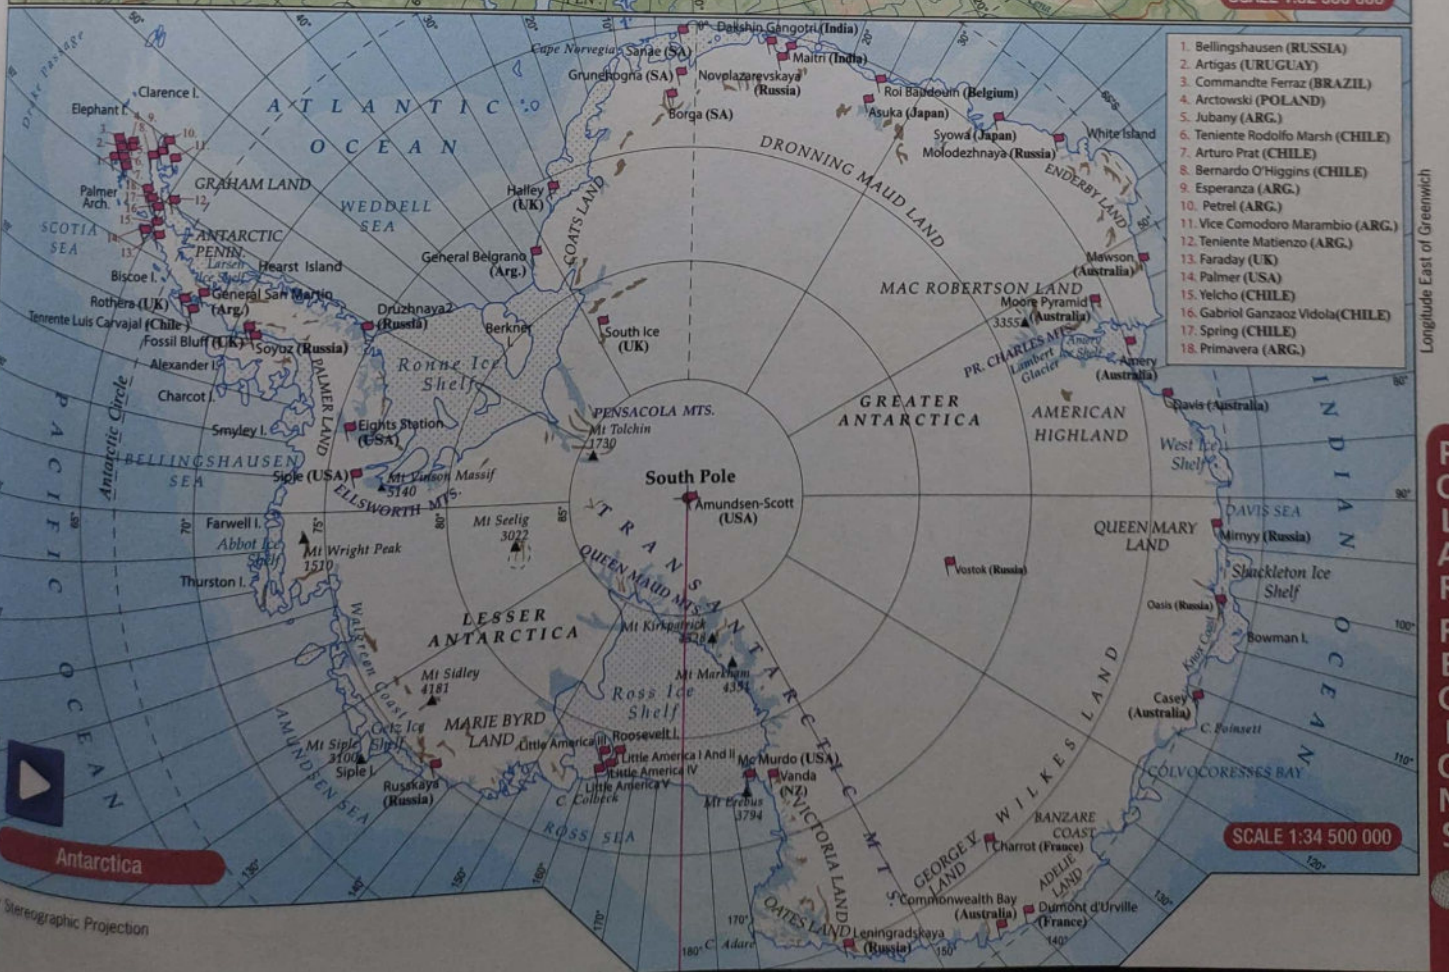 SCALE 1:32 500 000
Drake Passage
ATLANTIC
OCEAN
Cape Norvegia
Sanae (SA)
Dakshin Gangotri (India)
Maitri (India)
Grunehogna (SA)
Novolazarevskaya
(Russia)
Borga (SA)
Roi Baudouin (Belgium)
Asuka (Japan)
Syowa (Japan)
Molodezhnaya (Russia)
White Island
1. Bellingshausen (RUSSIA)
2. Artigas (URUGUAY)
3. Commandte Ferraz (BRAZIL)
4. Arctowski (POLAND)
5. Jubany (ARG.)
6. Teniente Rodolfo Marsh (CHILE)
7. Arturo Prat (CHILE)
8. Bernardo O'Higgins (CHILE)
9. Esperanza (ARG.)
10. Petrel (ARG.)
11. Vice Comodoro Marambio (ARG.)
12. Teniente Matienzo (ARG.)
13. Faraday (UK)
14. Palmer (USA)
15. Yelcho (CHILE)
16. Gabriol Ganzaoz Vidola(CHILE)
17. Spring (CHILE)
18. Primavera (ARG.)
Longitude East of Greenwich
Clarence I.
Elephant I.
Palmer
Arch.
GRAHAM LAND
SCOTIA
SEA
WEDDELL
SEA
ANTARCTIC
PENIN.
Larsen
Ice Shelf
Hearst Island
Biscoe I.
Rothera (UK)
General San Martin
(Arg.)
Tenrente Luis Carvajal (Chile)
Fossil Bluff (UK)
Soyuz (Russia)
Alexander I.
Charcot I.
Smyley I.
PALMER LAND
Halley
(UK)
COATS LAND
General Belgrano
(Arg.)
Druzhnaya2
(Russia)
Berkner
I.
Ronne Ice
Shelf
South Ice
(UK)
DRONNING MAUD LAND
ENDERBY LAND
Mawson
(Australia)
MAC ROBERTSON LAND
Moore Pyramid
(Australia)
3355
PR. CHARLES MTS.
Lambert
Glacier
Amery
Ice Shelf
Amery
(Australia)
Davis (Australia)
GREATER
ANTARCTICA
AMERICAN
HIGHLAND
West Ice
Shelf
INDIAN OCEAN
PACIFIC OCEAN
Antarctic Circle
BELLINGSHAUSEN
SEA
Eights Station
(USA)
Siple (USA)
Mt Vinson Massif
5140
ELLSWORTH MTS.
PENSACOLA MTS.
Mt Tolchin
1730
South Pole
Amundsen-Scott
(USA)
Farwell I.
Abbot Ice
Shelf
Thurston I.
Mt Wright Peak
1510
Mt Seelig
3022
TRANSANTARCTIC MTS.
QUEEN MAUD MTS.
Vostok (Russia)
QUEEN MARY
LAND
DAVIS SEA
Mirnyy (Russia)
Shackleton Ice
Shelf
Oasis (Russia)
Bowman I.
Knox Coast
Casey
(Australia)
C. Poinsett
COLVOCORESSES BAY
LESSER
ANTARCTICA
Walgreen Coast
Mt Sidley
4181
Getz Ice
Shelf
MARIE BYRD
LAND
Mt Siple
3100
Siple I.
AMUNDSEN SEA
Russkaya
(Russia)
Mt Kirkpatrick
4528
Mt Markham
4351
Ross Ice
Shelf
Roosevelt I.
Little America III
Little America I And II
Little America IV
Little America V
C. Colbeck
ROSS SEA
Mc Murdo (USA)
Vanda
(NZ)
Mt Erebus
3794
VICTORIA LAND
WILKES LAND
GEORGE V
LAND
BANZARE
COAST
Charrot (France)
ADELIE
LAND
Commonwealth Bay
(Australia)
Dumont d'Urville
(France)
OATES LAND
Leningradskaya
(Russia)
C. Adare
SCALE 1:34 500 000
Antarctica
Stereographic Projection